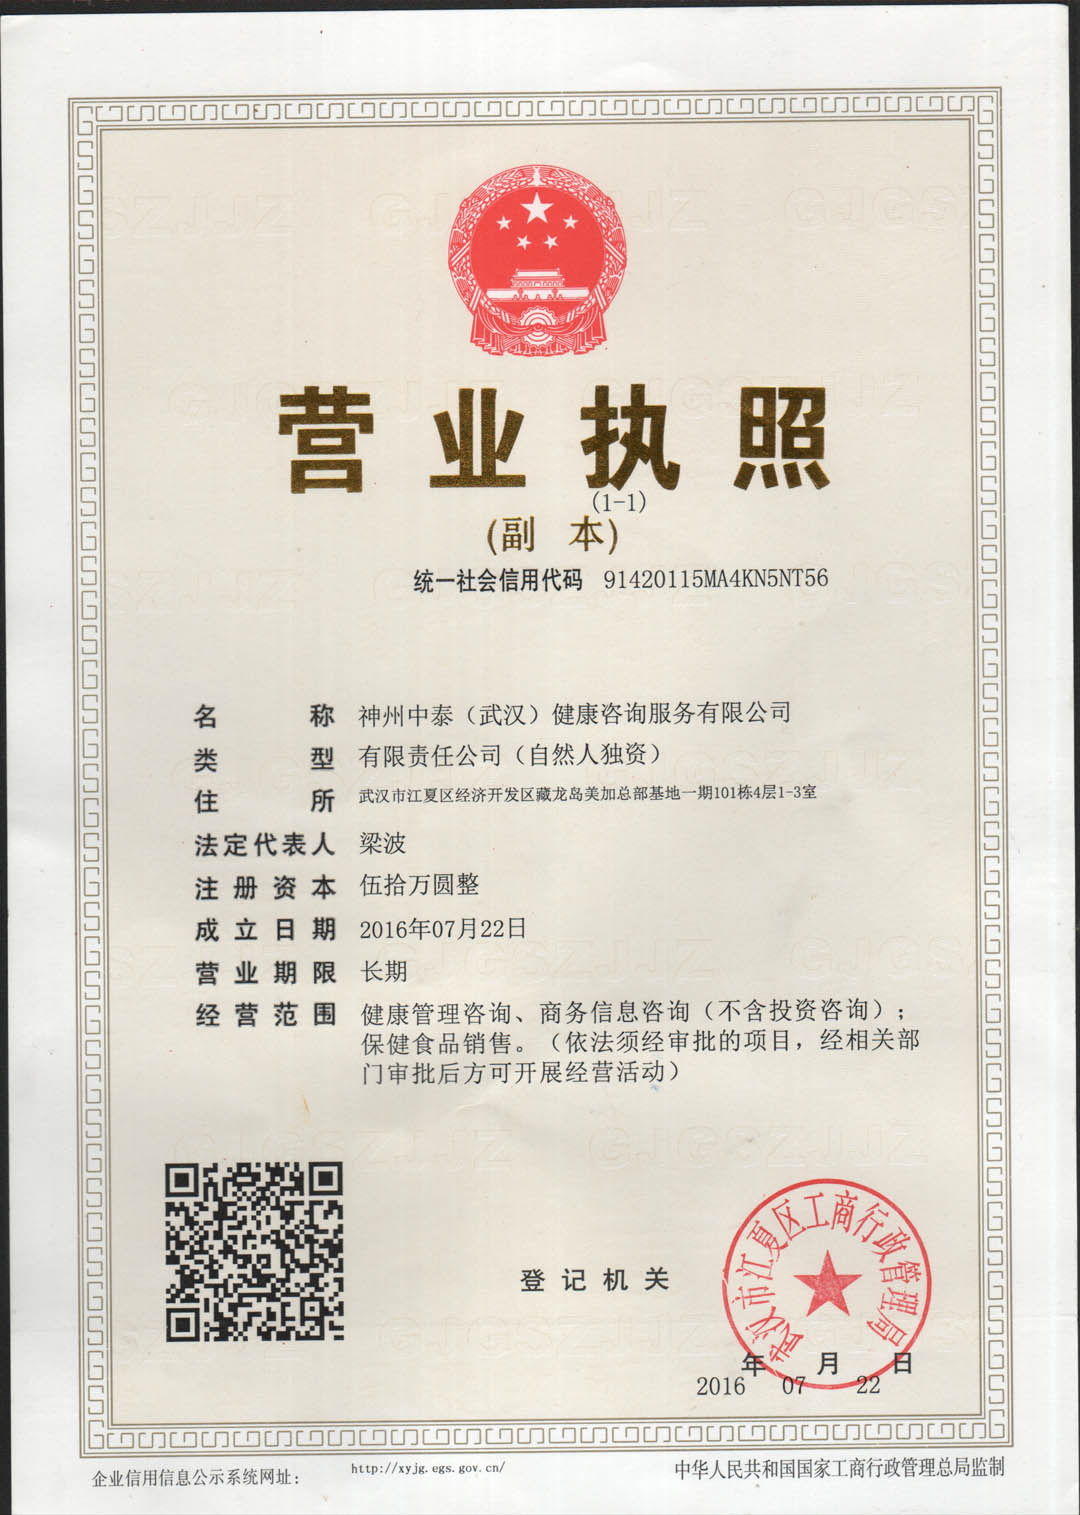 营业执照
(1-1)
(副 本)
统一社会信用代码 91420115MA4KN5NT56
名称 神州中泰（武汉）健康咨询服务有限公司
类型 有限责任公司（自然人独资）
住所 武汉市江夏区经济开发区藏龙岛美加总部基地一期101栋4层1-3室
法定代表人 梁波
注册资本 伍拾万圆整
成立日期 2016年07月22日
营业期限 长期
经营范围 健康管理咨询、商务信息咨询（不含投资咨询）；
保健食品销售。（依法须经审批的项目，经相关部
门审批后方可开展经营活动）
登记机关
武汉市江夏区工商行政管理局
年 月 日
2016 07 22
企业信用信息公示系统网址: http://xyjg.egs.gov.cn/
中华人民共和国国家工商行政管理总局监制